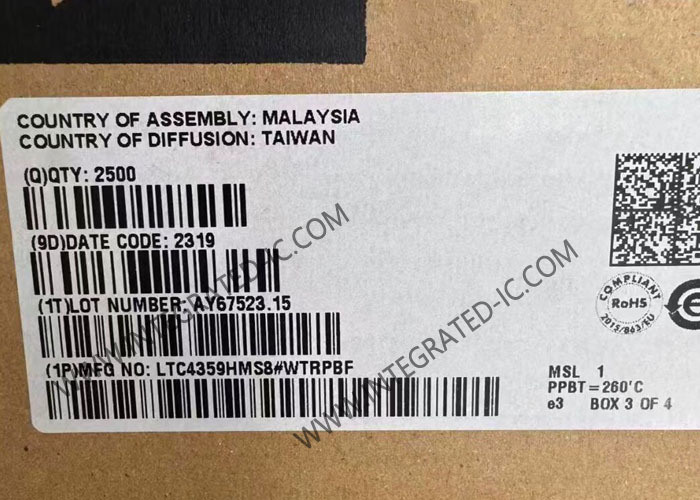 COUNTRY OF ASSEMBLY: MALAYSIA
COUNTRY OF DIFFUSION: TAIWAN
(Q)QTY: 2500
(9D)DATE CODE: 2319
(1T)LOT NUMBER: AY67523.15
(1P)MFG NO: LTC4359HMS8#WTRPBF
COMPLIANT
RoHS
2015/863/EU
e
MSL 1
PPBT=260'C
e3 BOX 3 OF 4
WWW.INTEGRATED-IC.COM
WWW.INTEGRATED-IC.COM